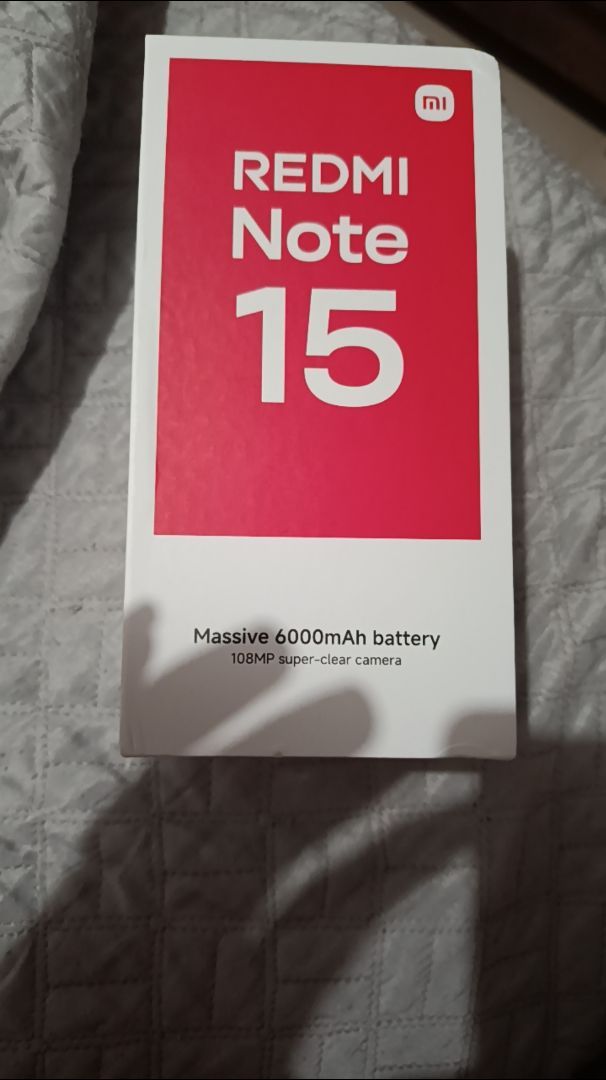 mi
REDMI
Note
15
Massive 6000mAh battery
108MP super-clear camera